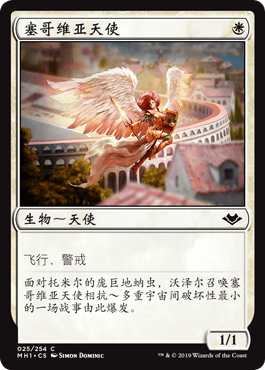 塞哥维亚天使
生物～天使
飞行，警戒
面对托米尔的庞巨地蚋虫，沃泽尔召唤塞
哥维亚天使相抗～多重宇宙间破坏性最小
的一场战事由此爆发。
1/1
025/254 C
MH1 • CS SIMON DOMINIC
™ & © 2019 Wizards of the Coast